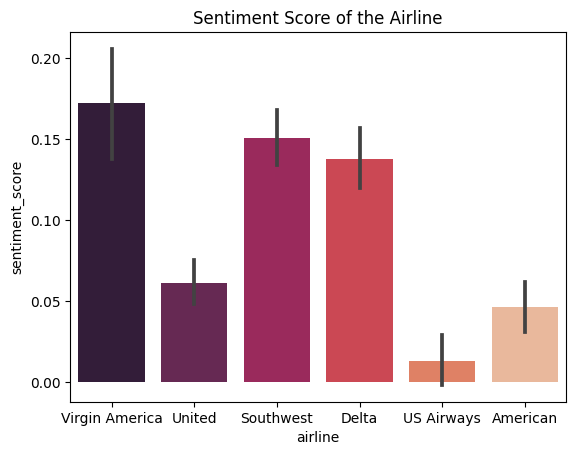 Sentiment Score of the Airline
sentiment_score
0.20
0.15
0.10
0.05
0.00
Virgin America United Southwest Delta US Airways American
airline